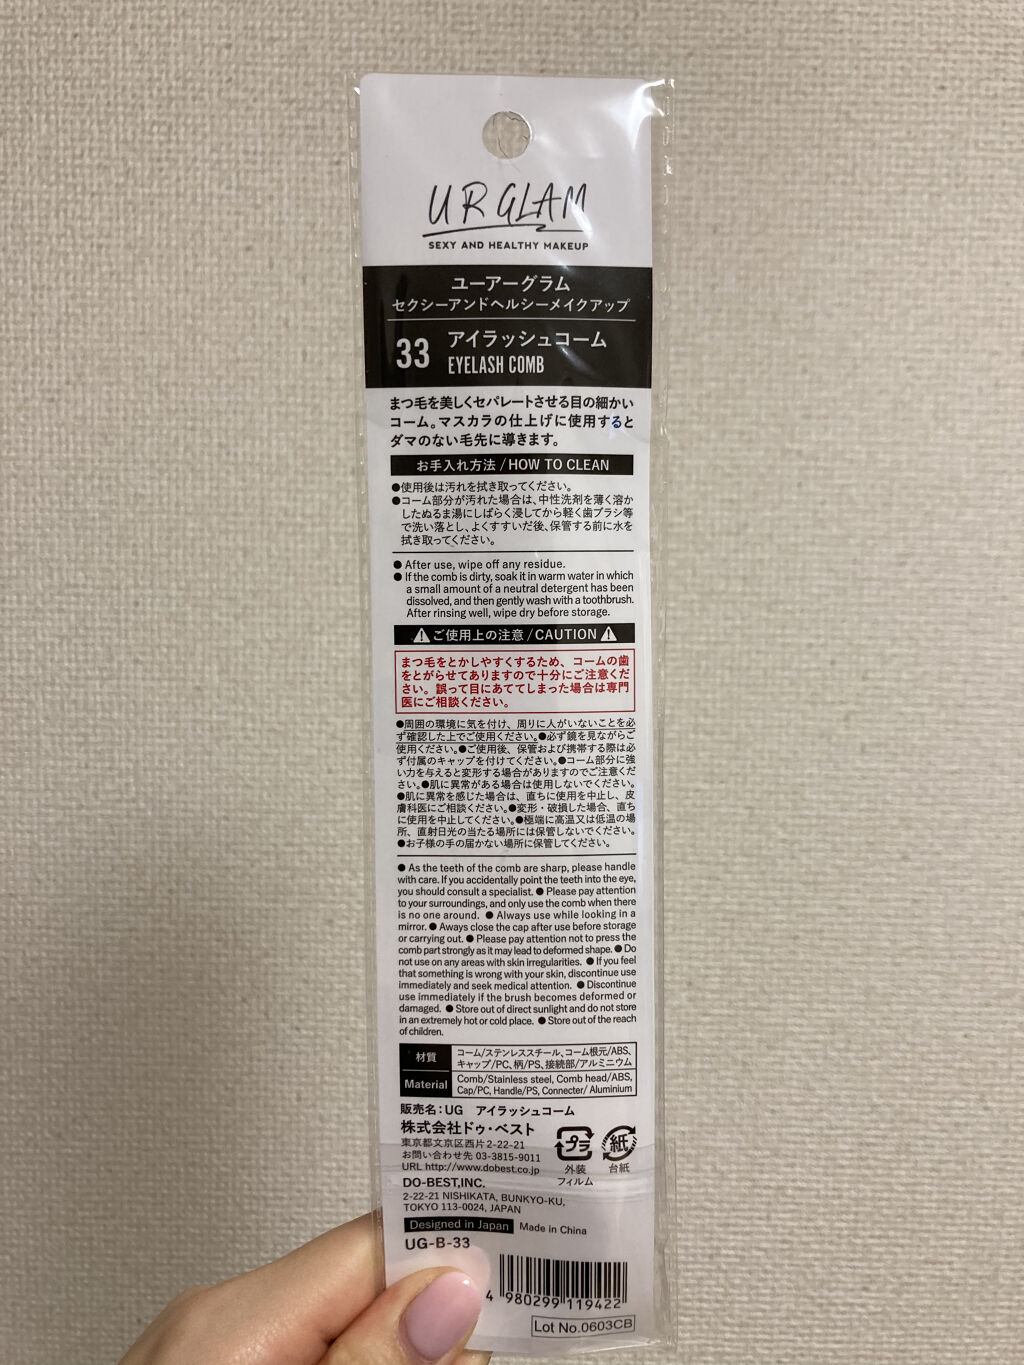 UR GLAM
SEXY AND HEALTHY MAKEUP
ユーアーグラム
セクシーアンドヘルシーメイクアップ
33 アイラッシュコーム
EYELASH COMB
まつ毛を美しくセパレートさせる目の細かい
コーム。マスカラの仕上げに使用すると
ダマのない毛先に導きます。
お手入れ方法 / HOW TO CLEAN
●使用後は汚れを拭き取ってください。
●コーム部分が汚れた場合は、中性洗剤を薄く溶か
したぬるま湯にしばらく浸してから軽く歯ブラシ等
で洗い落とし、よくすすいだ後、保管する前に水を
拭き取ってください。
● After use, wipe off any residue.
● If the comb is dirty, soak it in warm water in which
a small amount of a neutral detergent has been
dissolved, and then gently wash with a toothbrush.
After rinsing well, wipe dry before storage.
⚠ご使用上の注意 / CAUTION⚠
まつ毛をとかしやすくするため、コームの歯
をとがらせてありますので十分にご注意くだ
さい。誤って目にあててしまった場合は専門
医にご相談ください。
●周囲の環境に気を付け、周りに人がいないことを必
ず確認した上でご使用ください。●必ず鏡を見ながらご
使用ください。●ご使用後、保管および携帯する際は必
ず付属のキャップを付けてください。●コーム部分に強
い力を与えると変形する場合がありますのでご注意くだ
さい。●肌に異常がある場合は使用しないでください。
●肌に異常を感じた場合は、直ちに使用を中止し、皮
膚科医にご相談ください。●変形・破損した場合、直ち
に使用を中止してください。●極端に高温又は低温の場
所、直射日光の当たる場所には保管しないでください。
●お子様の手の届かない場所に保管してください。
● As the teeth of the comb are sharp, please handle
with care. If you accidentally point the teeth into the eye,
you should consult a specialist. ● Please pay attention
to your surroundings, and only use the comb when there
is no one around. ● Always use while looking in a
mirror. ● Aways close the cap after use before storage
or carrying out. ● Please pay attention not to press the
comb part strongly as it may lead to deformed shape. ● Do
not use on any areas with skin irregularities. ● If you feel
that something is wrong with your skin, discontinue use
immediately and seek medical attention. ● Discontinue
use immediately if the brush becomes deformed or
damaged. ● Store out of direct sunlight and do not store
in an extremely hot or cold place. ● Store out of the reach
of children.
材質 コーム/ステンレススチール、コーム根元/ABS、
キャップ/PC、柄/PS、接続部/アルミニウム
Material Comb/Stainless steel, Comb head/ABS,
Cap/PC, Handle/PS, Connecter/ Aluminium
販売名：UG アイラッシュコーム
株式会社ドゥ・ベスト
東京都文京区西片2-22-21
お問い合わせ先 03-3815-9011
URL http://www.dobest.co.jp
プラ 紙
外装 台紙
フィルム
DO-BEST,INC.
2-22-21 NISHIKATA, BUNKYO-KU,
TOKYO 113-0024, JAPAN
Designed in Japan Made in China
UG-B-33
4 980299 119422
Lot No.0603CB